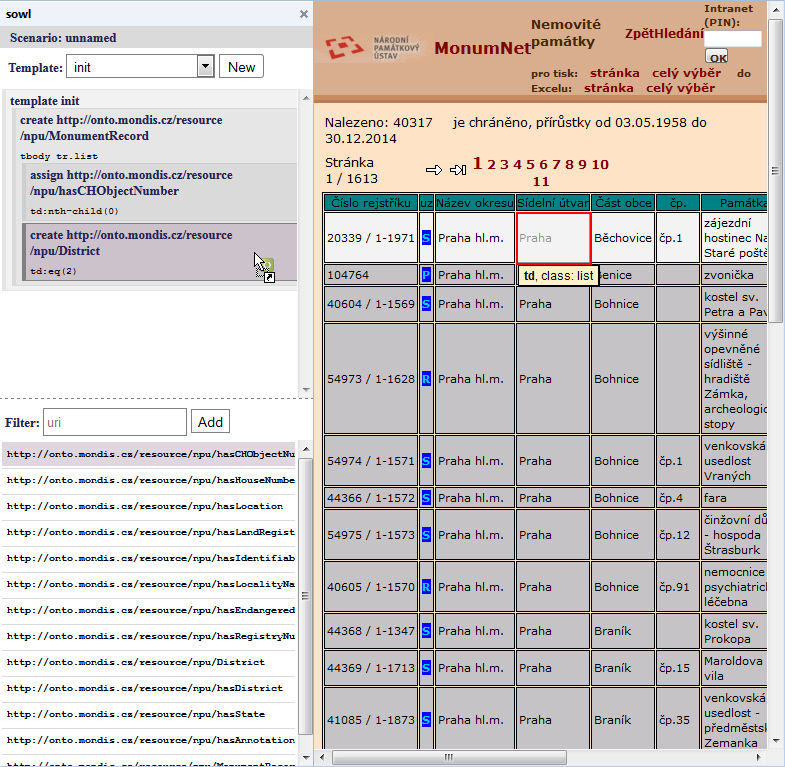 sowl
Scenario: unnamed
Template: init New
template init
create http://onto.mondis.cz/resource
/npu/MonumentRecord
tbody tr.list
assign http://onto.mondis.cz/resource
/npu/hasCHObjectNumber
td:nth-child(0)
create http://onto.mondis.cz/resource
/npu/District
td:eq(2)
Filter: uri Add
http://onto.mondis.cz/resource/npu/hasCHObjectNu
http://onto.mondis.cz/resource/npu/hasHouseNumbe
http://onto.mondis.cz/resource/npu/hasLocation
http://onto.mondis.cz/resource/npu/hasLandRegist
http://onto.mondis.cz/resource/npu/hasIdentifiab
http://onto.mondis.cz/resource/npu/hasLocalityNa
http://onto.mondis.cz/resource/npu/hasEndangered
http://onto.mondis.cz/resource/npu/hasRegistryNu
http://onto.mondis.cz/resource/npu/District
http://onto.mondis.cz/resource/npu/hasDistrict
http://onto.mondis.cz/resource/npu/hasState
http://onto.mondis.cz/resource/npu/hasAnnotation
NÁRODNÍ
PAMÁTKOVÝ
ÚSTAV
MonumNet
Nemovité
památky
ZpětHledání
Intranet
(PIN):
OK
pro tisk: stránka celý výběr do
Excelu: stránka celý výběr
Nalezeno: 40317 je chráněno, přírůstky od 03.05.1958 do
30.12.2014
Stránka
1 / 1613
1 2 3 4 5 6 7 8 9 10
11
Číslo rejstříku uz Název okresu Sídelní útvar Část obce čp. Památka
20339 / 1-1971 S Praha hl.m. Praha Běchovice čp.1 zájezdní
hostinec Na
Staré poště
td, class: list
104764 P Praha hl.m. Benice zvonička
40604 / 1-1569 S Praha hl.m. Praha Bohnice kostel sv.
Petra a Pav
54973 / 1-1628 R Praha hl.m. Praha Bohnice výšinné
opevněné
sídliště -
hradiště
Zámka,
archeologic
stopy
54974 / 1-1571 S Praha hl.m. Praha Bohnice čp.1 venkovská
usedlost
Vraných
44366 / 1-1572 S Praha hl.m. Praha Bohnice čp.4 fara
54975 / 1-1573 S Praha hl.m. Praha Bohnice čp.12 činžovní dů
- hospoda
Štrasburk
40605 / 1-1570 R Praha hl.m. Praha Bohnice čp.91 nemocnice
psychiatrick
léčebna
44368 / 1-1347 S Praha hl.m. Praha Braník kostel sv.
Prokopa
44369 / 1-1713 S Praha hl.m. Praha Braník čp.15 Maroldova
vila
41085 / 1-1873 S Praha hl.m. Praha Braník čp.35 venkovská
usedlost -
předměstsk
Zemanka